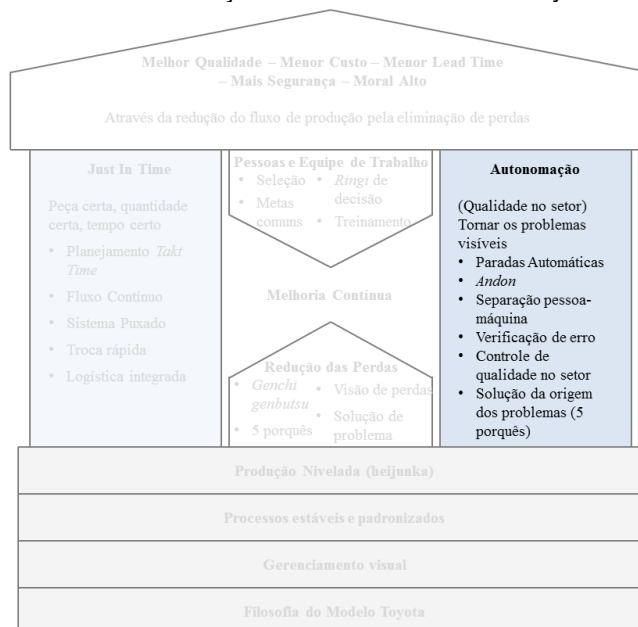 Melhor Qualidade – Menor Custo – Menor Lead Time
– Mais Segurança – Moral Alto
Através da redução do fluxo de produção pela eliminação de perdas
Just In Time
Peça certa, quantidade
certa, tempo certo
• Planejamento Takt
Time
• Fluxo Contínuo
• Sistema Puxado
• Troca rápida
• Logística integrada
Pessoas e Equipe de Trabalho
• Seleção
• Metas
comuns
• Ringi de
decisão
• Treinamento
Melhoria Contínua
Redução das Perdas
• Genchi
genbutsu
• 5 porquês
• Visão de perdas
• Solução de
problema
Autonomação
(Qualidade no setor)
Tornar os problemas
visíveis
• Paradas Automáticas
• Andon
• Separação pessoa-
máquina
• Verificação de erro
• Controle de
qualidade no setor
• Solução da origem
dos problemas (5
porquês)
Produção Nivelada (heijunka)
Processos estáveis e padronizados
Gerenciamento visual
Filosofia do Modelo Toyota